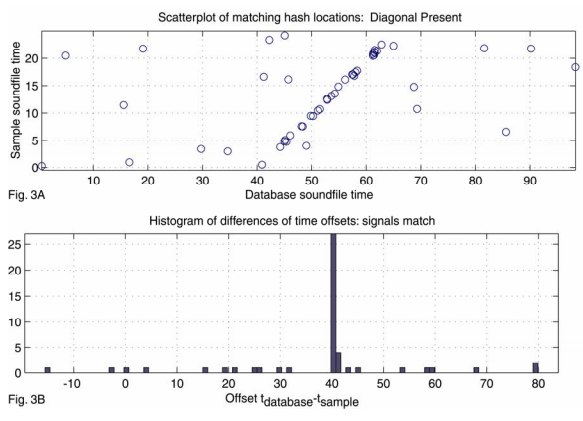 Scatterplot of matching hash locations: Diagonal Present
Sample soundfile time
20
15
10
5
0
10 20 30 40 50 60 70 80 90
Database soundfile time
Fig. 3A
Histogram of differences of time offsets: signals match
25
20
15
10
5
0
-10 0 10 20 30 40 50 60 70 80
Offset tdatabase-tsample
Fig. 3B